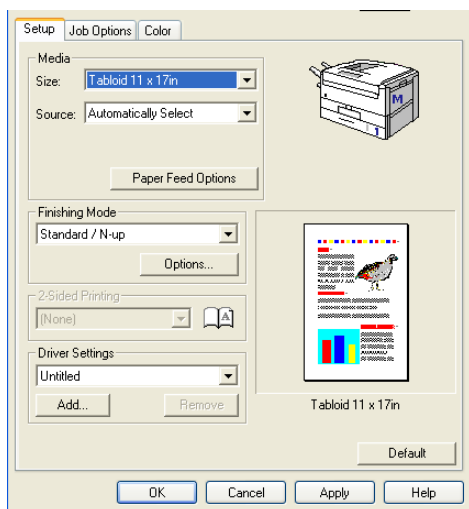 Setup Job Options Color
Media
Size: Tabloid 11 x 17in
Source: Automatically Select
Paper Feed Options
M
1
Finishing Mode
Standard / N-up
Options...
2-Sided Printing
(None)
A
Driver Settings
Untitled
Add... Remove
Tabloid 11 x 17in
Default
OK Cancel Apply Help